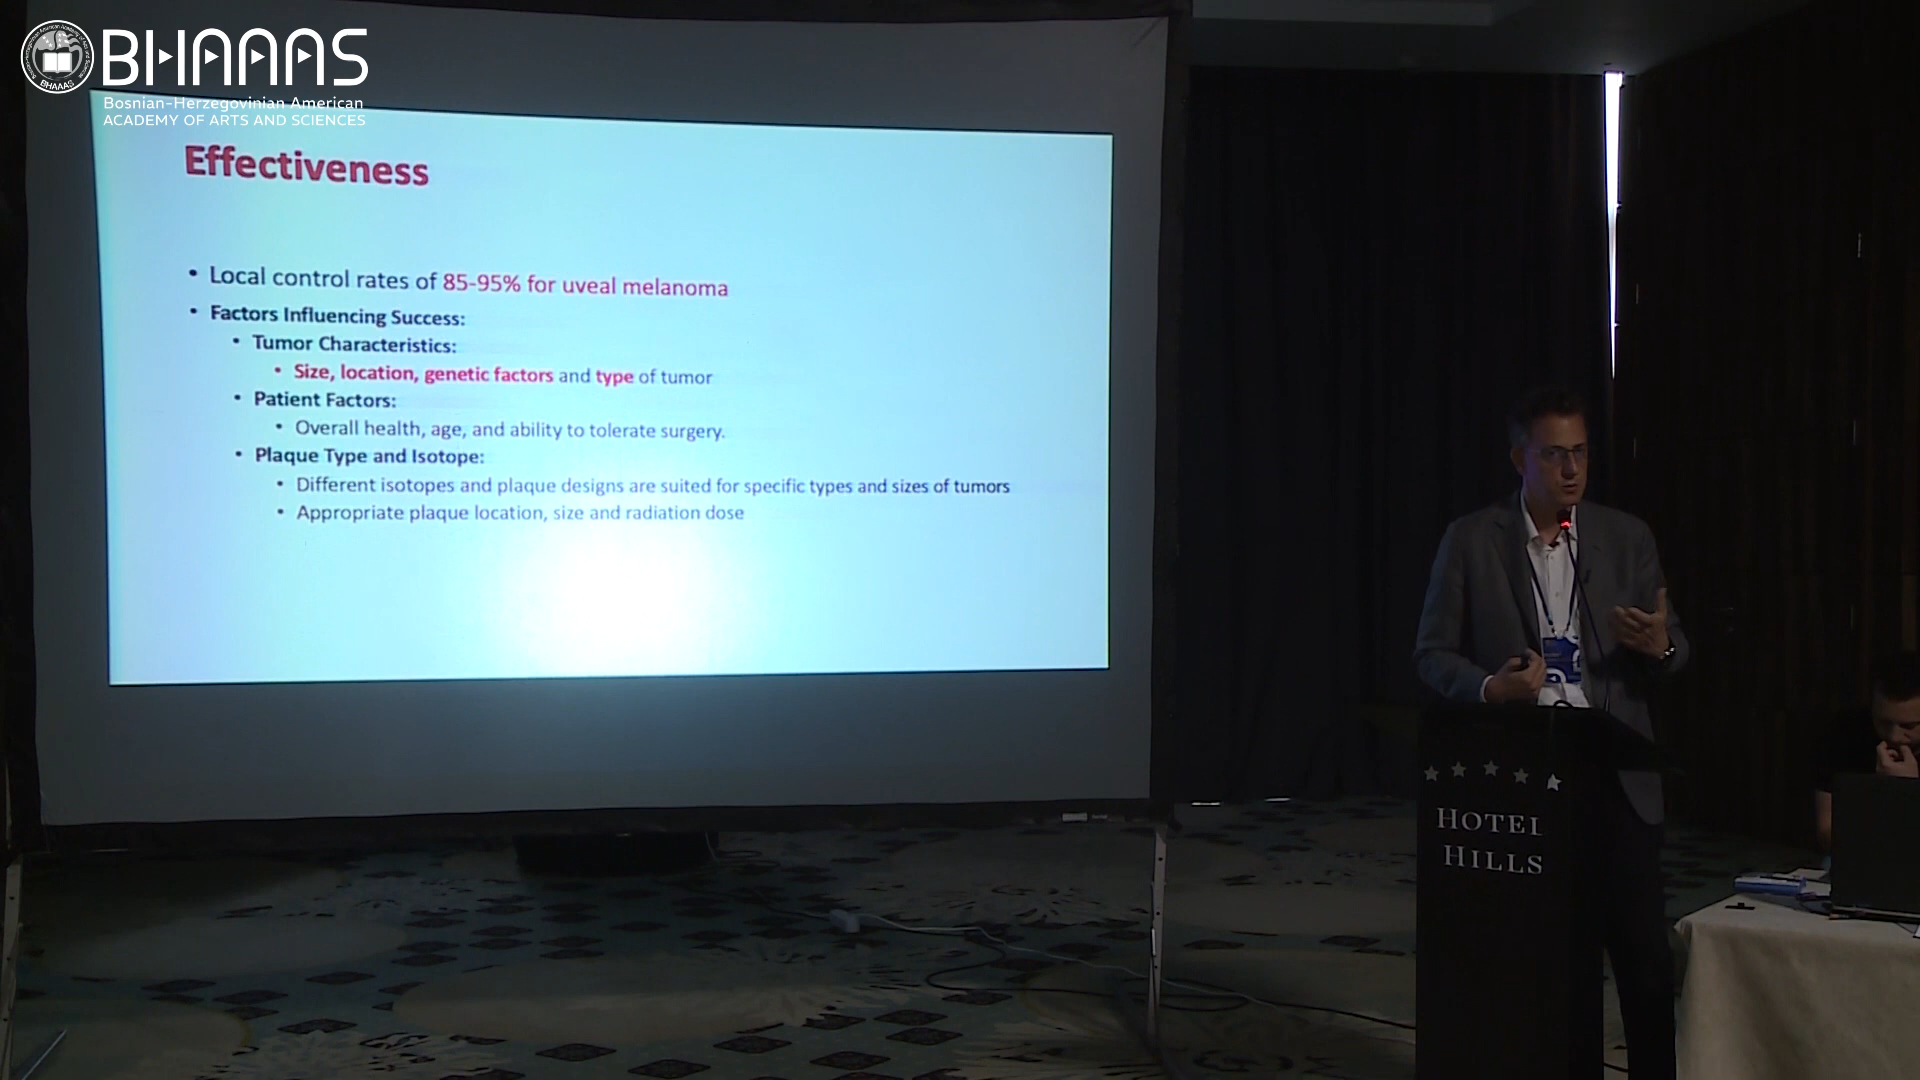 BHAAAS
Bosnian-Herzegovinian American
ACADEMY OF ARTS AND SCIENCES
BHAAAS
Effectiveness
• Local control rates of 85-95% for uveal melanoma
• Factors Influencing Success:
• Tumor Characteristics:
• Size, location, genetic factors and type of tumor
• Patient Factors:
• Overall health, age, and ability to tolerate surgery.
• Plaque Type and Isotope:
• Different isotopes and plaque designs are suited for specific types and sizes of tumors
• Appropriate plaque location, size and radiation dose
HOTEL
HILLS